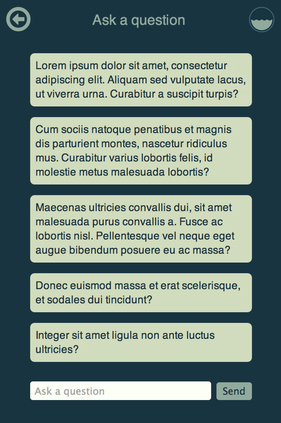 Ask a question
Lorem ipsum dolor sit amet, consectetur
adipiscing elit. Aliquam sed vulputate lacus,
ut viverra urna. Curabitur a suscipit turpis?
Cum sociis natoque penatibus et magnis
dis parturient montes, nascetur ridiculus
mus. Curabitur varius lobortis felis, id
molestie metus malesuada lobortis?
Maecenas ultricies convallis dui, sit amet
malesuada purus convallis a. Fusce ac
lobortis nisl. Pellentesque vel neque eget
augue bibendum posuere eu ac massa?
Donec euismod massa et erat scelerisque,
et sodales dui tincidunt?
Integer sit amet ligula non ante luctus
ultricies?
Ask a question Send